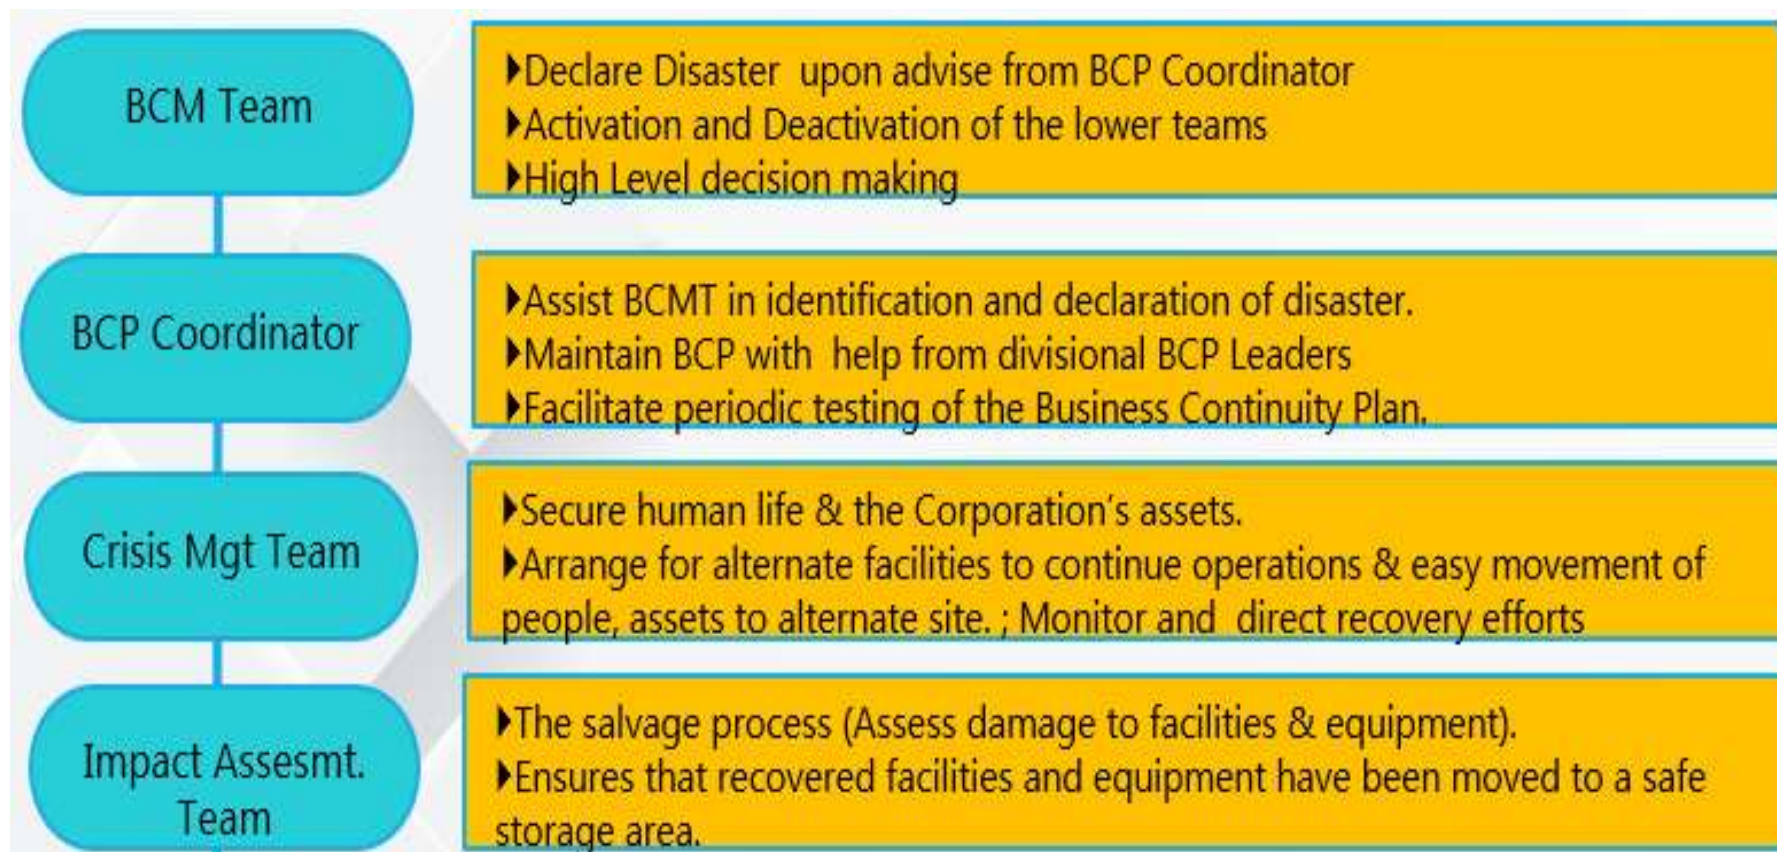 BCM Team
▶Declare Disaster upon advise from BCP Coordinator
▶Activation and Deactivation of the lower teams
▶High Level decision making
BCP Coordinator
▶Assist BCMT in identification and declaration of disaster.
▶Maintain BCP with help from divisional BCP Leaders
▶Facilitate periodic testing of the Business Continuity Plan.
Crisis Mgt Team
▶Secure human life & the Corporation's assets.
▶Arrange for alternate facilities to continue operations & easy movement of
people, assets to alternate site. ; Monitor and direct recovery efforts
Impact Assesmt.
Team
▶The salvage process (Assess damage to facilities & equipment).
▶Ensures that recovered facilities and equipment have been moved to a safe
storage area.